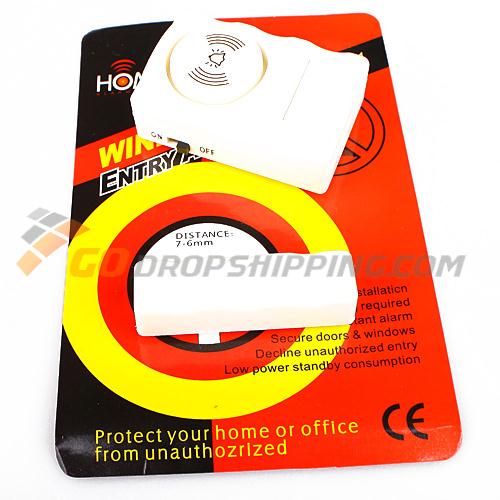 HOM
ON
OFF
WIN
ENTRY A
DISTANCE:
7-6mm
GODROPSHIPPING.COM
stallation
required
tant alarm
Secure doors & windows
Decline unauthorized entry
Low power standby consumption
Protect your home or office
from unauthozrized
CE